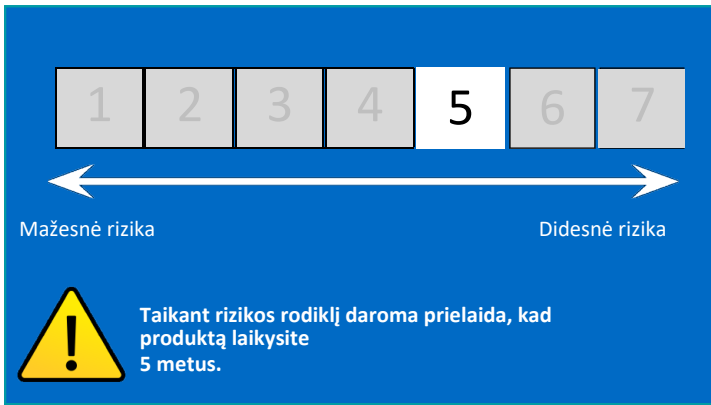 1 2 3 4 5 6 7
Mažesnė rizika Didesnė rizika
Taikant rizikos rodiklį daroma prielaida, kad
produktą laikysite
5 metus.